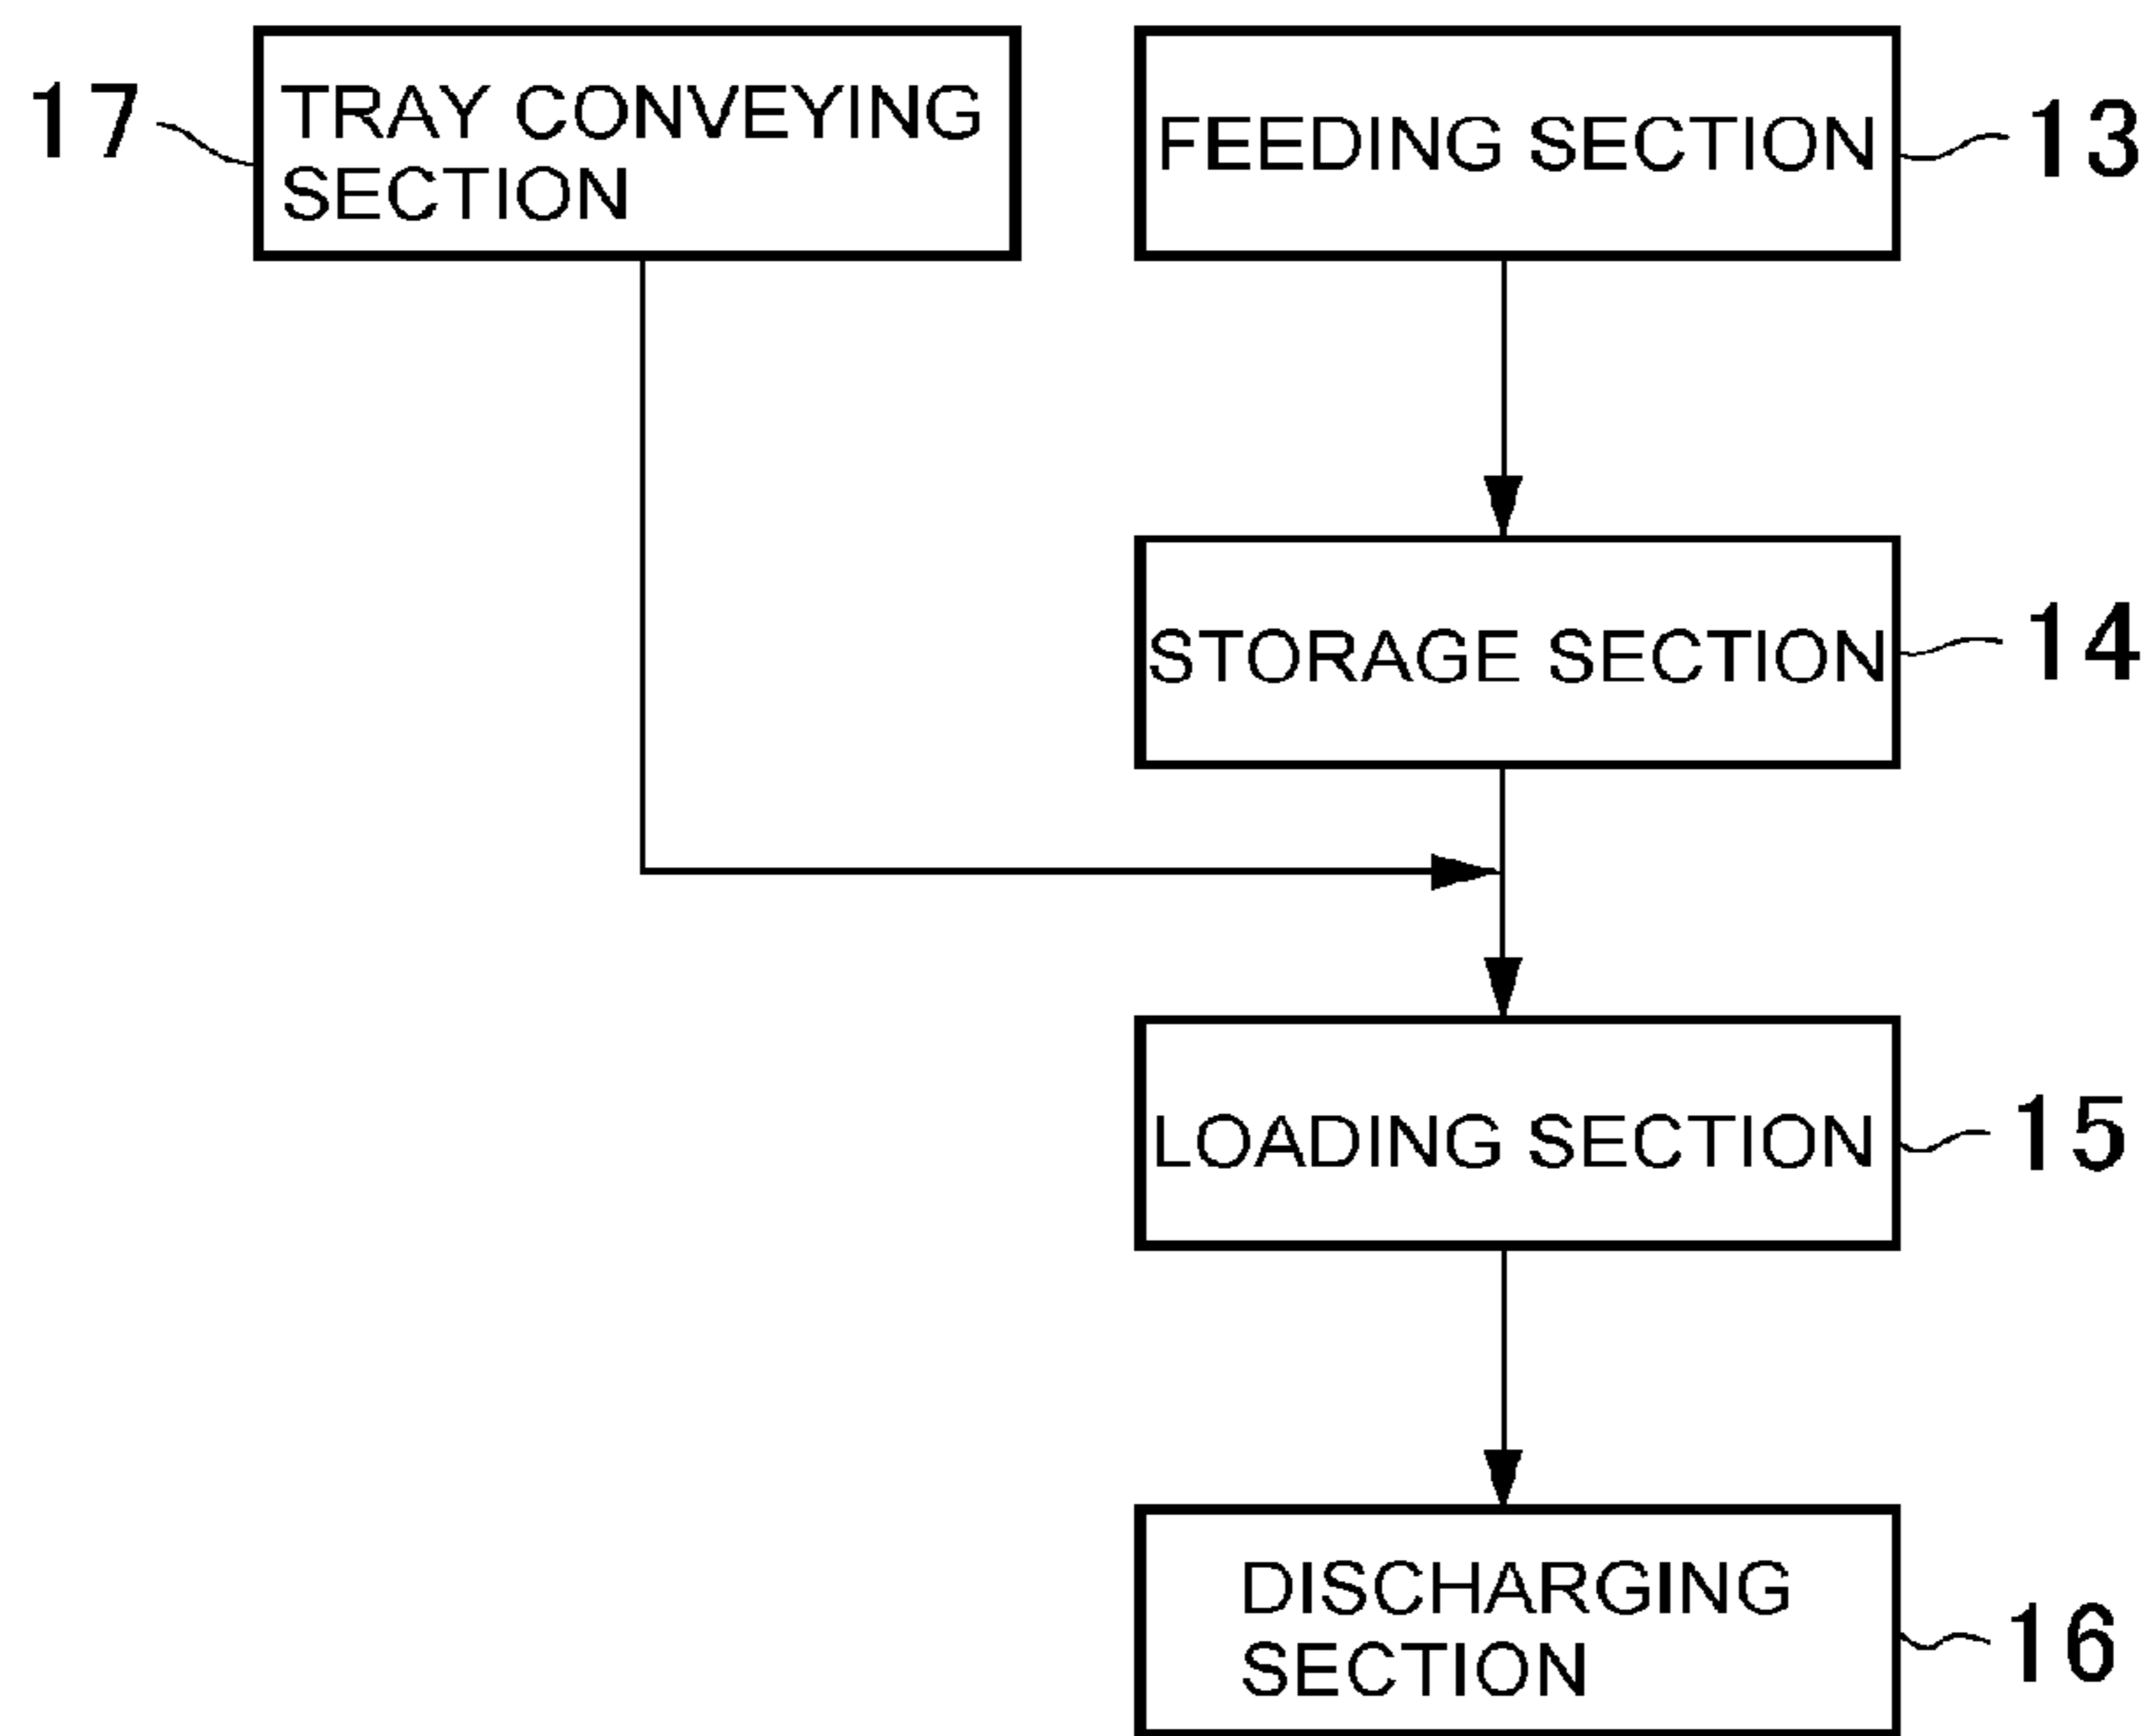 17
TRAY CONVEYING
SECTION
FEEDING SECTION
13
STORAGE SECTION
14
LOADING SECTION
15
DISCHARGING
SECTION
16